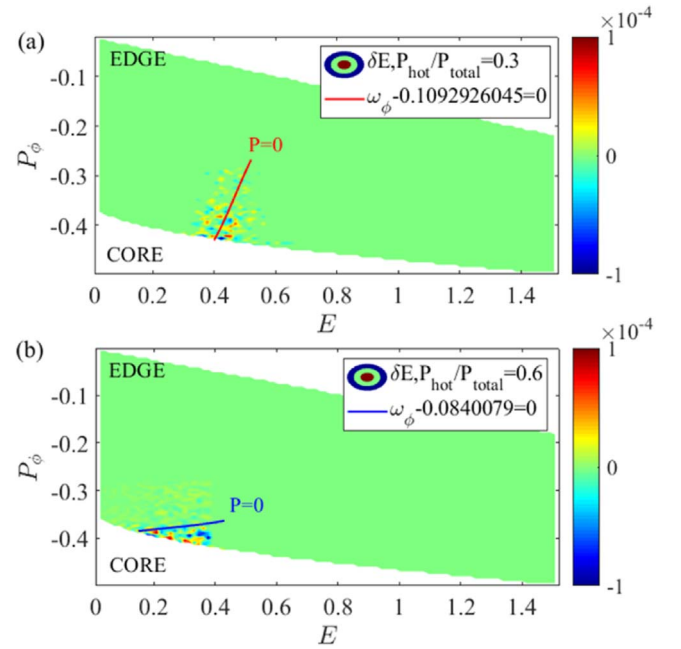 (a)
EDGE
δE,P_hot/P_total=0.3
ω_ϕ-0.1092926045=0
P=0
CORE
-0.1
-0.2
-0.3
-0.4
P_ϕ
0 0.2 0.4 0.6 0.8 1 1.2 1.4
E
×10^-4
1
0
-1
(b)
EDGE
δE,P_hot/P_total=0.6
ω_ϕ-0.0840079=0
P=0
CORE
-0.1
-0.2
-0.3
-0.4
P_ϕ
0 0.2 0.4 0.6 0.8 1 1.2 1.4
E
×10^-4
1
0
-1